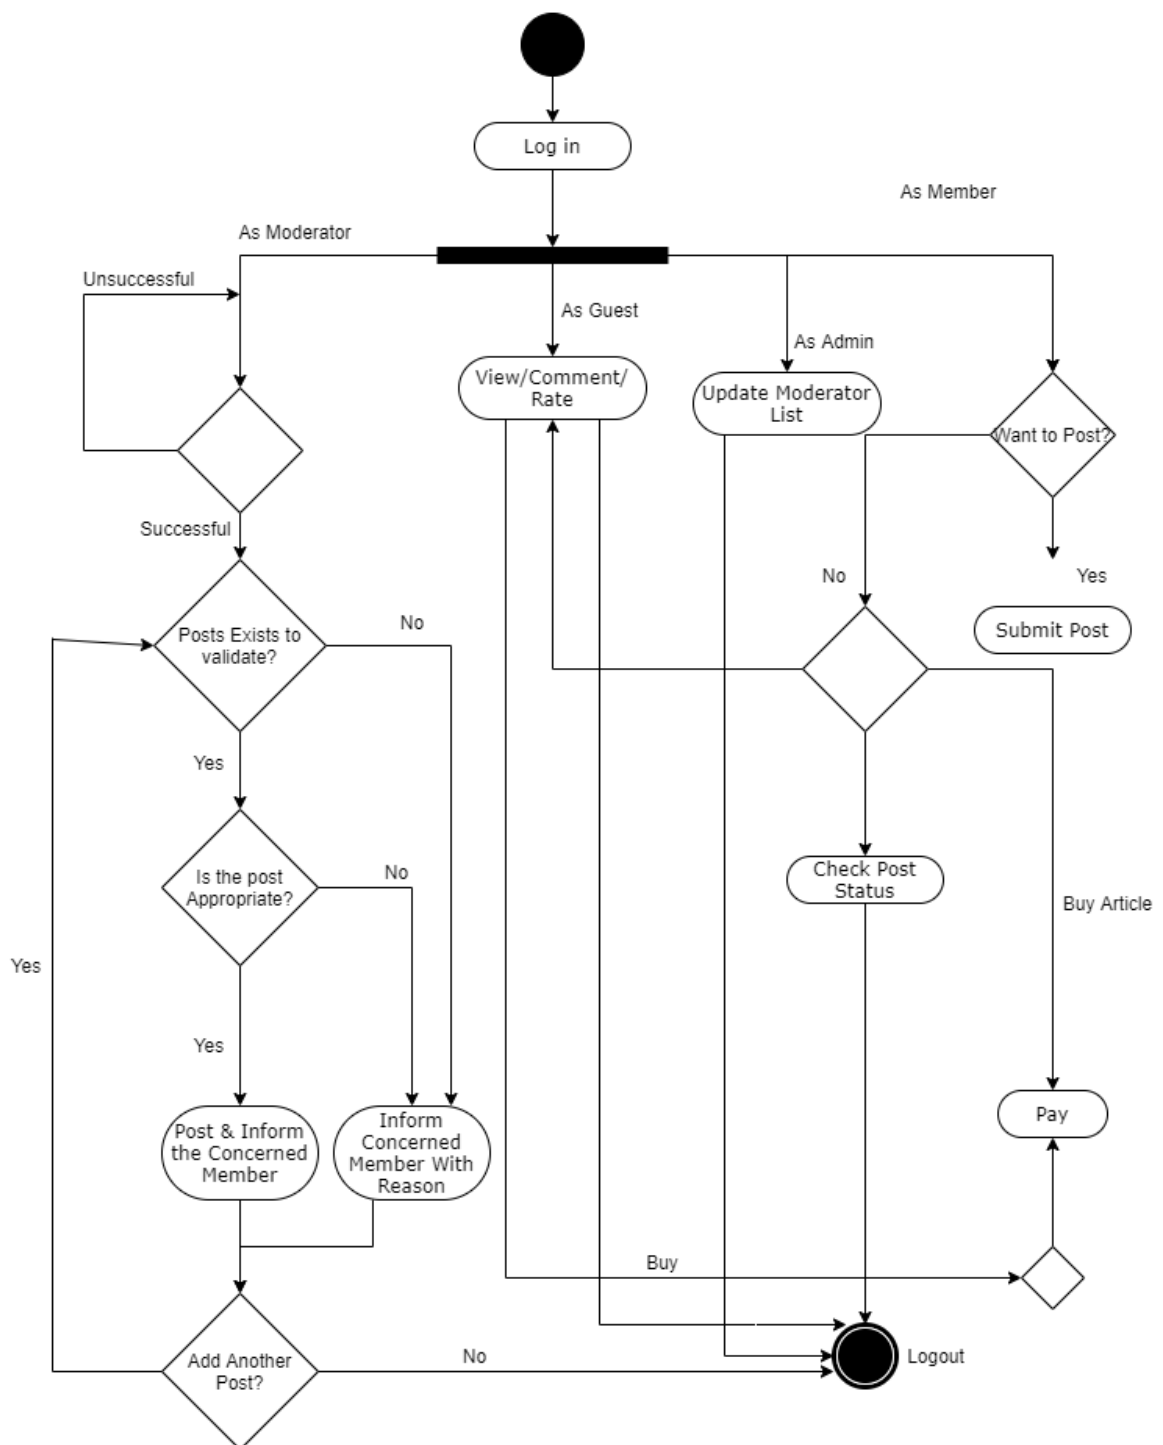 Log in
As Member
As Moderator
Unsuccessful
As Guest
As Admin
View/Comment/
Rate
Update Moderator
List
Want to Post?
Successful
No
Yes
Posts Exists to
validate?
No
Submit Post
Yes
Is the post
Appropriate?
No
Check Post
Status
Buy Article
Yes
Yes
Post & Inform
the Concerned
Member
Inform
Concerned
Member With
Reason
Pay
Buy
Add Another
Post?
No
Logout